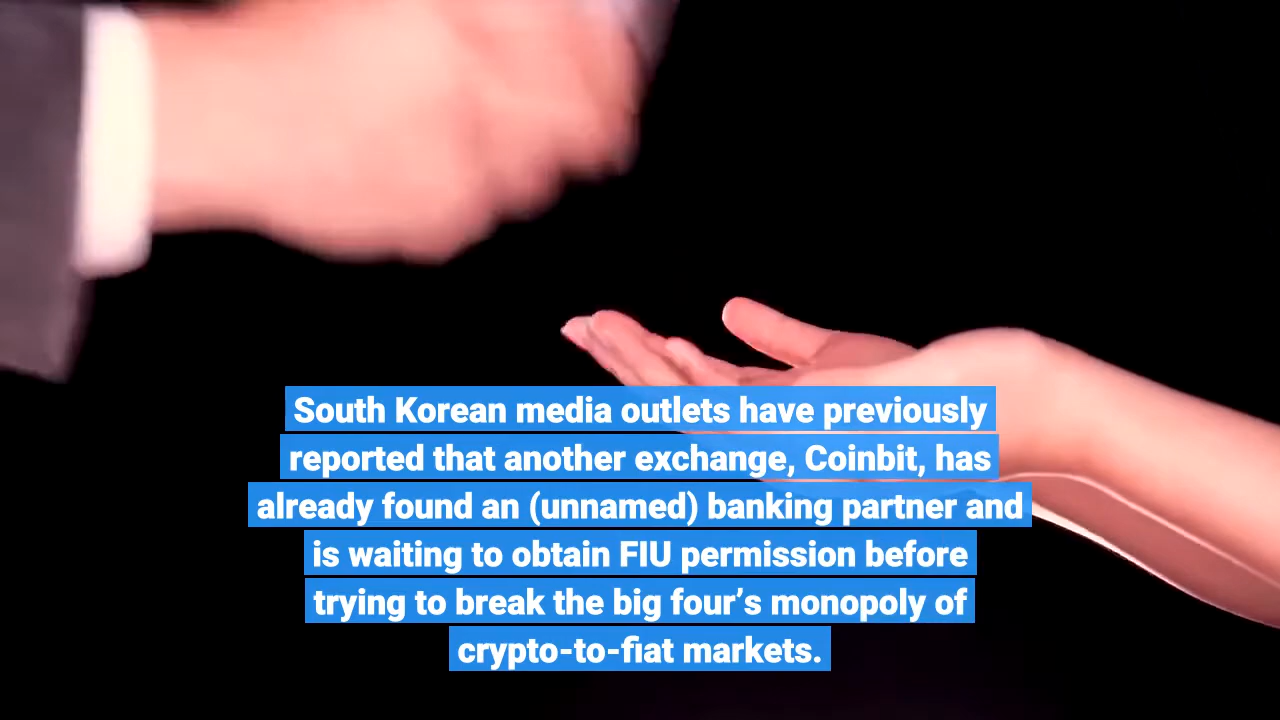 South Korean media outlets have previously
reported that another exchange, Coinbit, has
already found an (unnamed) banking partner and
is waiting to obtain FIU permission before
trying to break the big four’s monopoly of
crypto-to-fiat markets.